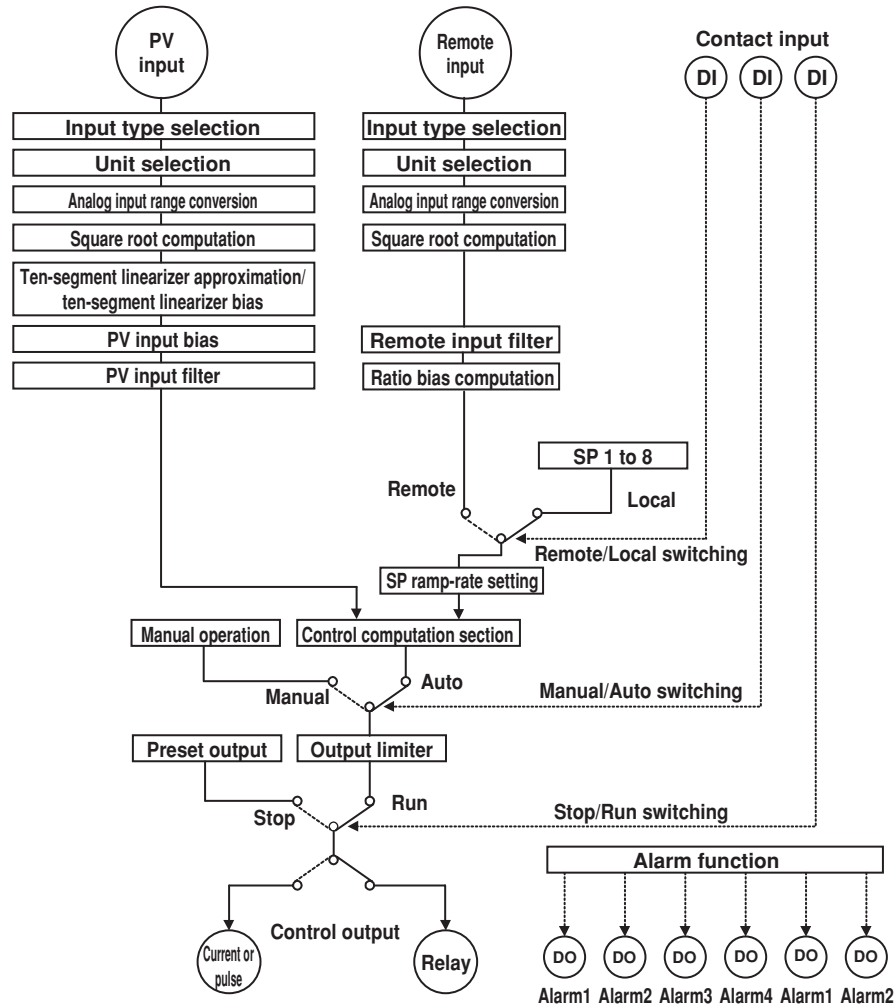 PV
input
Remote
input
Contact input
DI
DI
DI
Input type selection
Unit selection
Analog input range conversion
Square root computation
Ten-segment linearizer approximation/
ten-segment linearizer bias
PV input bias
PV input filter
Input type selection
Unit selection
Analog input range conversion
Square root computation
Remote input filter
Ratio bias computation
SP 1 to 8
Remote
Local
Remote/Local switching
SP ramp-rate setting
Manual operation
Control computation section
Manual
Auto
Manual/Auto switching
Preset output
Output limiter
Stop
Run
Stop/Run switching
Control output
Current or
pulse
Relay
Alarm function
DO
DO
DO
DO
DO
DO
Alarm1
Alarm2
Alarm3
Alarm4
Alarm1
Alarm2